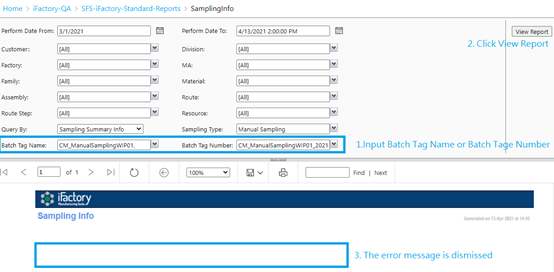 Home > iFactory-QA > SFS-iFactory-Standard-Reports > SamplingInfo
Perform Date From: 3/1/2021 Perform Date To: 4/13/2021 2:00:00 PM View Report
2. Click View Report
Customer: (All) Division: (All)
Factory: (All) MA: (All)
Family: (All) Material: (All)
Assembly: (All) Route: (All)
Route Step: (All) Resource: (All)
Query By: Sampling Summary Info Sampling Type: Manual Sampling
Batch Tag Name: CM_ManualSamplingWIP01, Batch Tag Number: CM_ManualSamplingWIP01_2021 1.Input Batch Tag Name or Batch Tage Number
1 of 1 100% Find | Next
iFactory
Sampling Info
Generated on 13-Apr-2021 at 14:40
3. The error message is dismissed